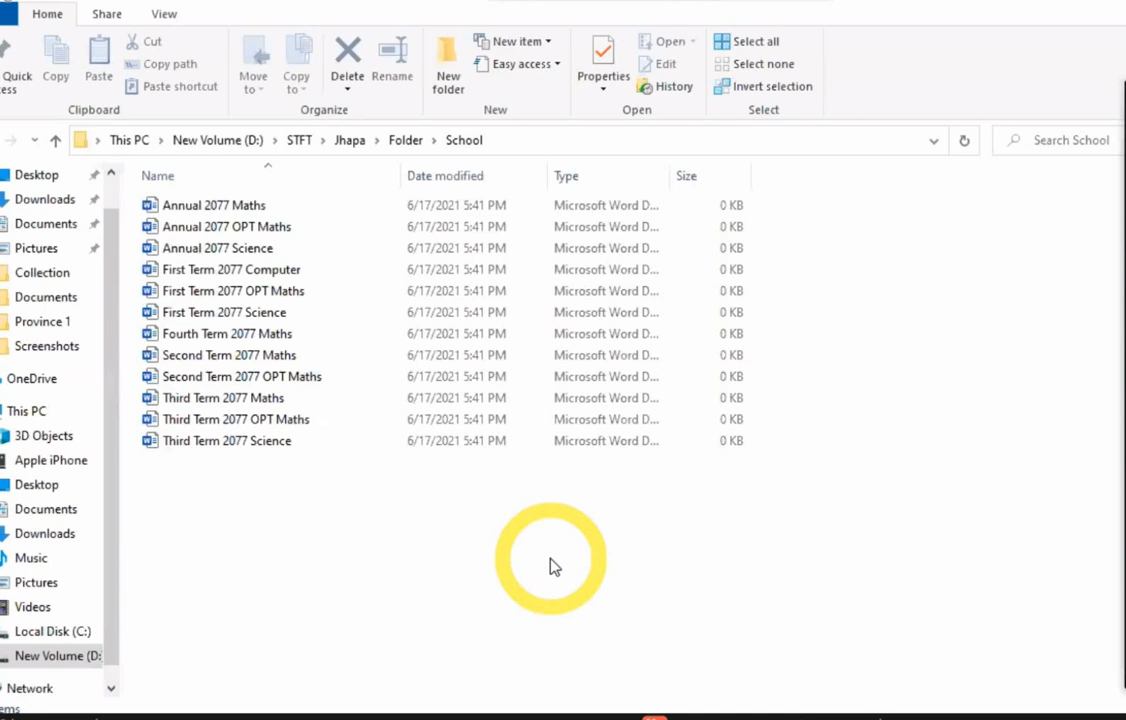 Home Share View
Quick
cess
Copy
Paste
Cut
Copy path
Paste shortcut
Clipboard
Move
to
Copy
to
Delete
Rename
Organize
New
folder
New item
Easy access
New
Properties
Open
Edit
History
Open
Select all
Select none
Invert selection
Select
This PC > New Volume (D:) > STFT > Jhapa > Folder > School
Search School
Desktop
Downloads
Documents
Pictures
Collection
Documents
Province 1
Screenshots
OneDrive
This PC
3D Objects
Apple iPhone
Desktop
Documents
Downloads
Music
Pictures
Videos
Local Disk (C:)
New Volume (D:
Network
ems
Name Date modified Type Size
Annual 2077 Maths 6/17/2021 5:41 PM Microsoft Word D... 0 KB
Annual 2077 OPT Maths 6/17/2021 5:41 PM Microsoft Word D... 0 KB
Annual 2077 Science 6/17/2021 5:41 PM Microsoft Word D... 0 KB
First Term 2077 Computer 6/17/2021 5:41 PM Microsoft Word D... 0 KB
First Term 2077 OPT Maths 6/17/2021 5:41 PM Microsoft Word D... 0 KB
First Term 2077 Science 6/17/2021 5:41 PM Microsoft Word D... 0 KB
Fourth Term 2077 Maths 6/17/2021 5:41 PM Microsoft Word D... 0 KB
Second Term 2077 Maths 6/17/2021 5:41 PM Microsoft Word D... 0 KB
Second Term 2077 OPT Maths 6/17/2021 5:41 PM Microsoft Word D... 0 KB
Third Term 2077 Maths 6/17/2021 5:41 PM Microsoft Word D... 0 KB
Third Term 2077 OPT Maths 6/17/2021 5:41 PM Microsoft Word D... 0 KB
Third Term 2077 Science 6/17/2021 5:41 PM Microsoft Word D... 0 KB